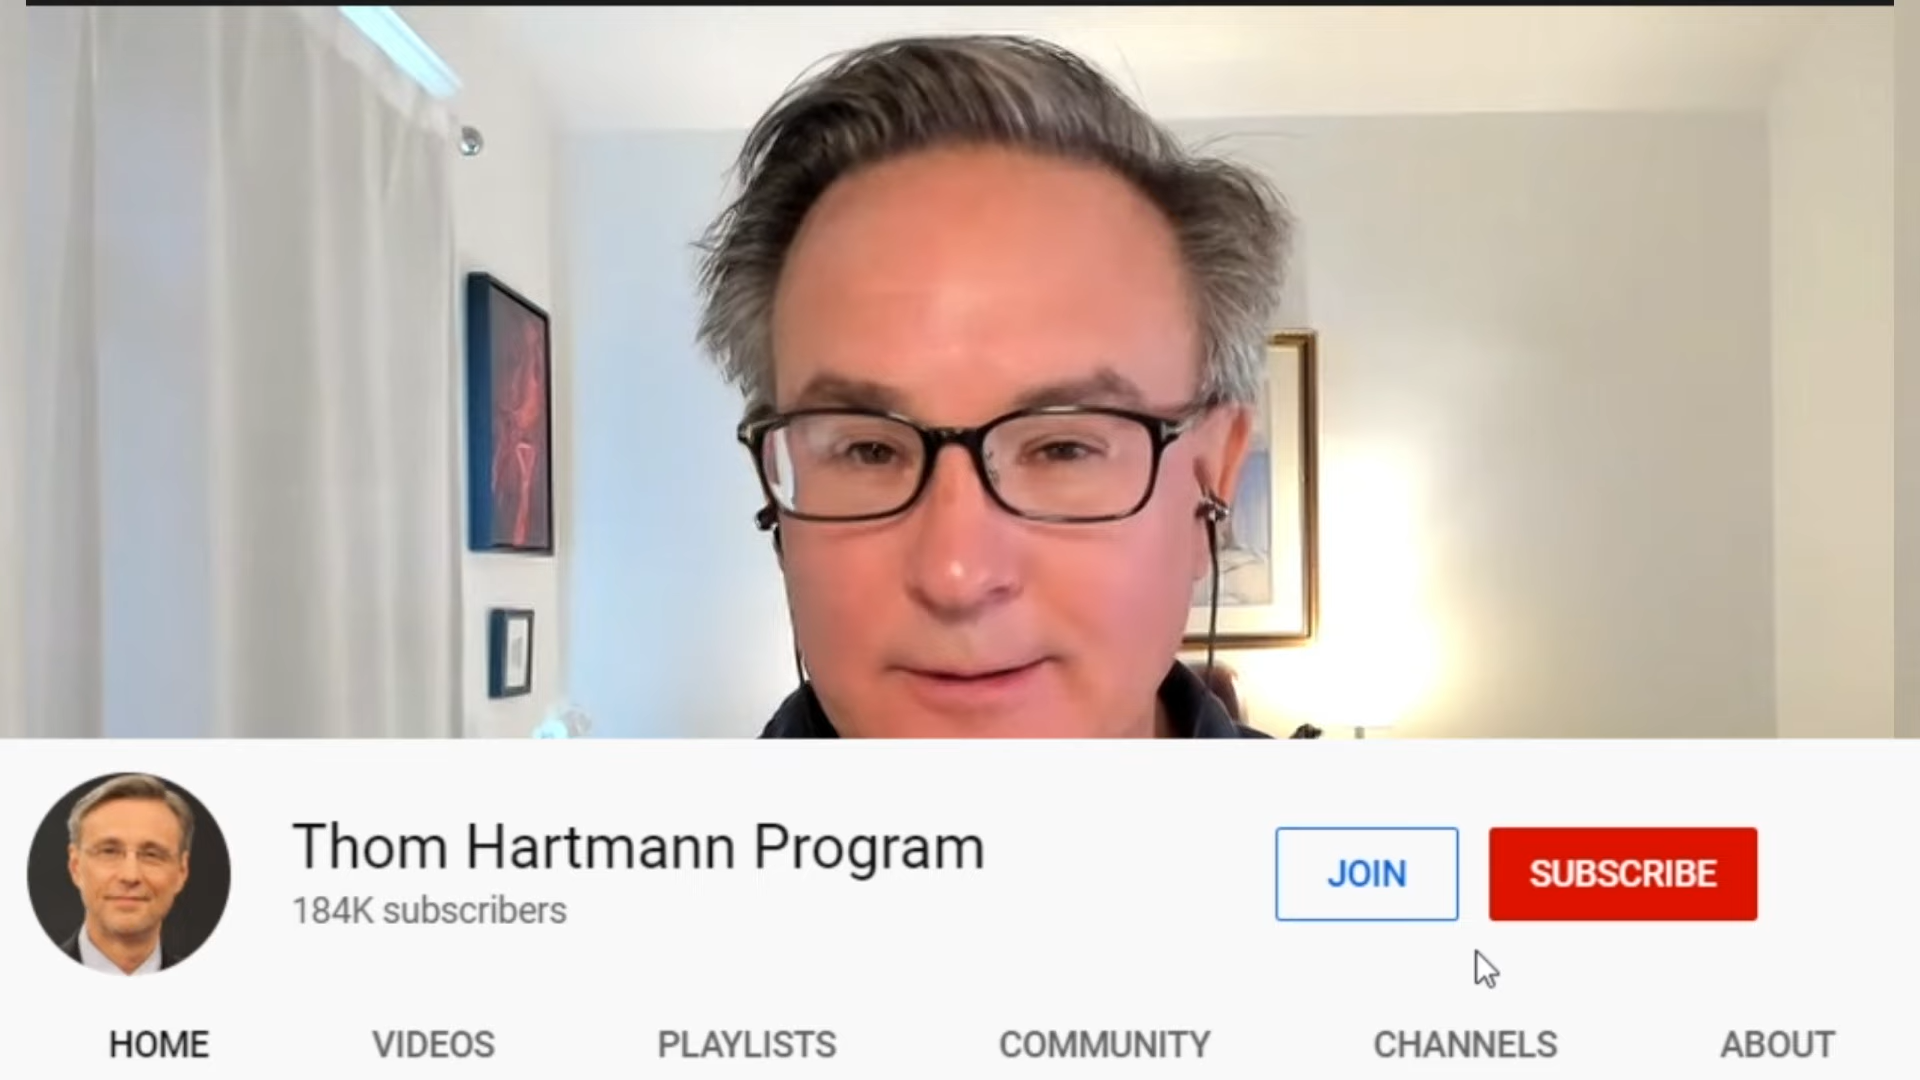 Thom Hartmann Program
184K subscribers
JOIN
SUBSCRIBE
HOME VIDEOS PLAYLISTS COMMUNITY CHANNELS ABOUT